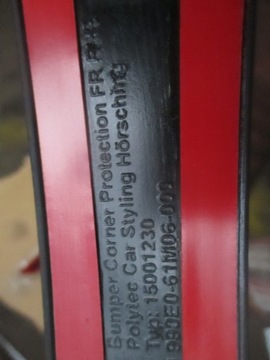 Bumper Corner Protection FR
Polytec Car Styling Hörsching
Typ: 15001230
990E0-61M06-000